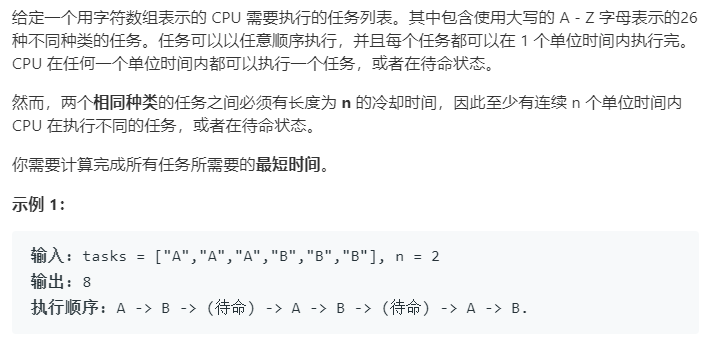 给定一个用字符数组表示的 CPU 需要执行的任务列表。其中包含使用大写的 A - Z 字母表示的26
种不同种类的任务。任务可以以任意顺序执行，并且每个任务都可以在 1 个单位时间内执行完。
CPU 在任何一个单位时间内都可以执行一个任务，或者在待命状态。
然而，两个相同种类的任务之间必须有长度为 n 的冷却时间，因此至少有连续 n 个单位时间内
CPU 在执行不同的任务，或者在待命状态。
你需要计算完成所有任务所需要的最短时间。
示例 1：
输入：tasks = ["A","A","A","B","B","B"], n = 2
输出：8
执行顺序：A -> B -> (待命) -> A -> B -> (待命) -> A -> B.